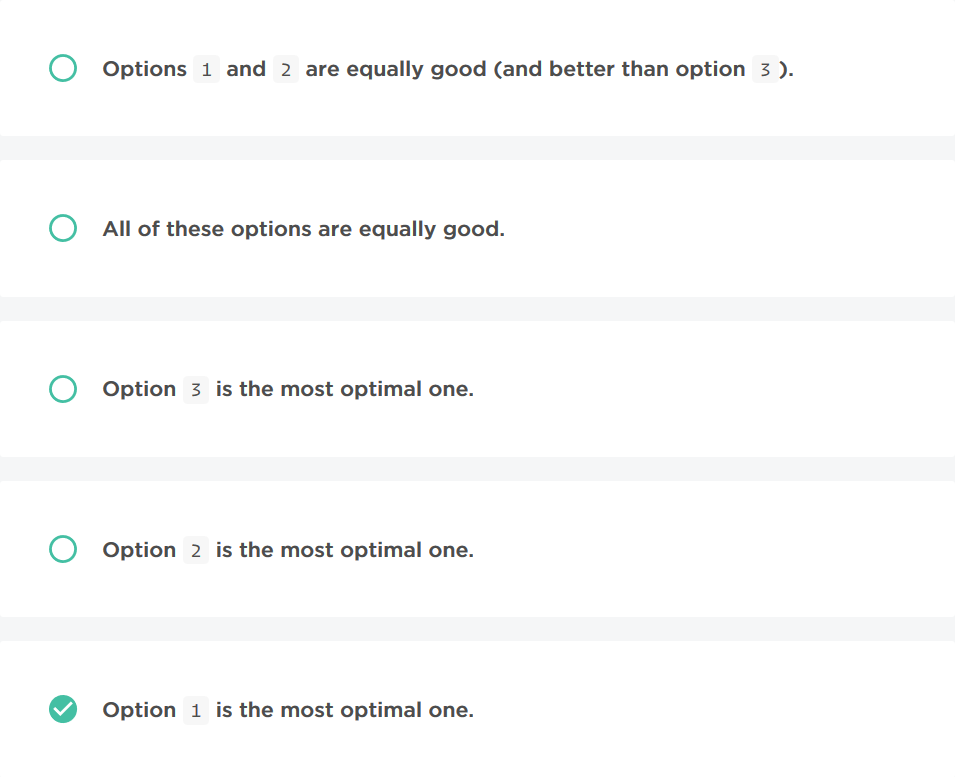 Options 1 and 2 are equally good (and better than option 3).
All of these options are equally good.
Option 3 is the most optimal one.
Option 2 is the most optimal one.
Option 1 is the most optimal one.